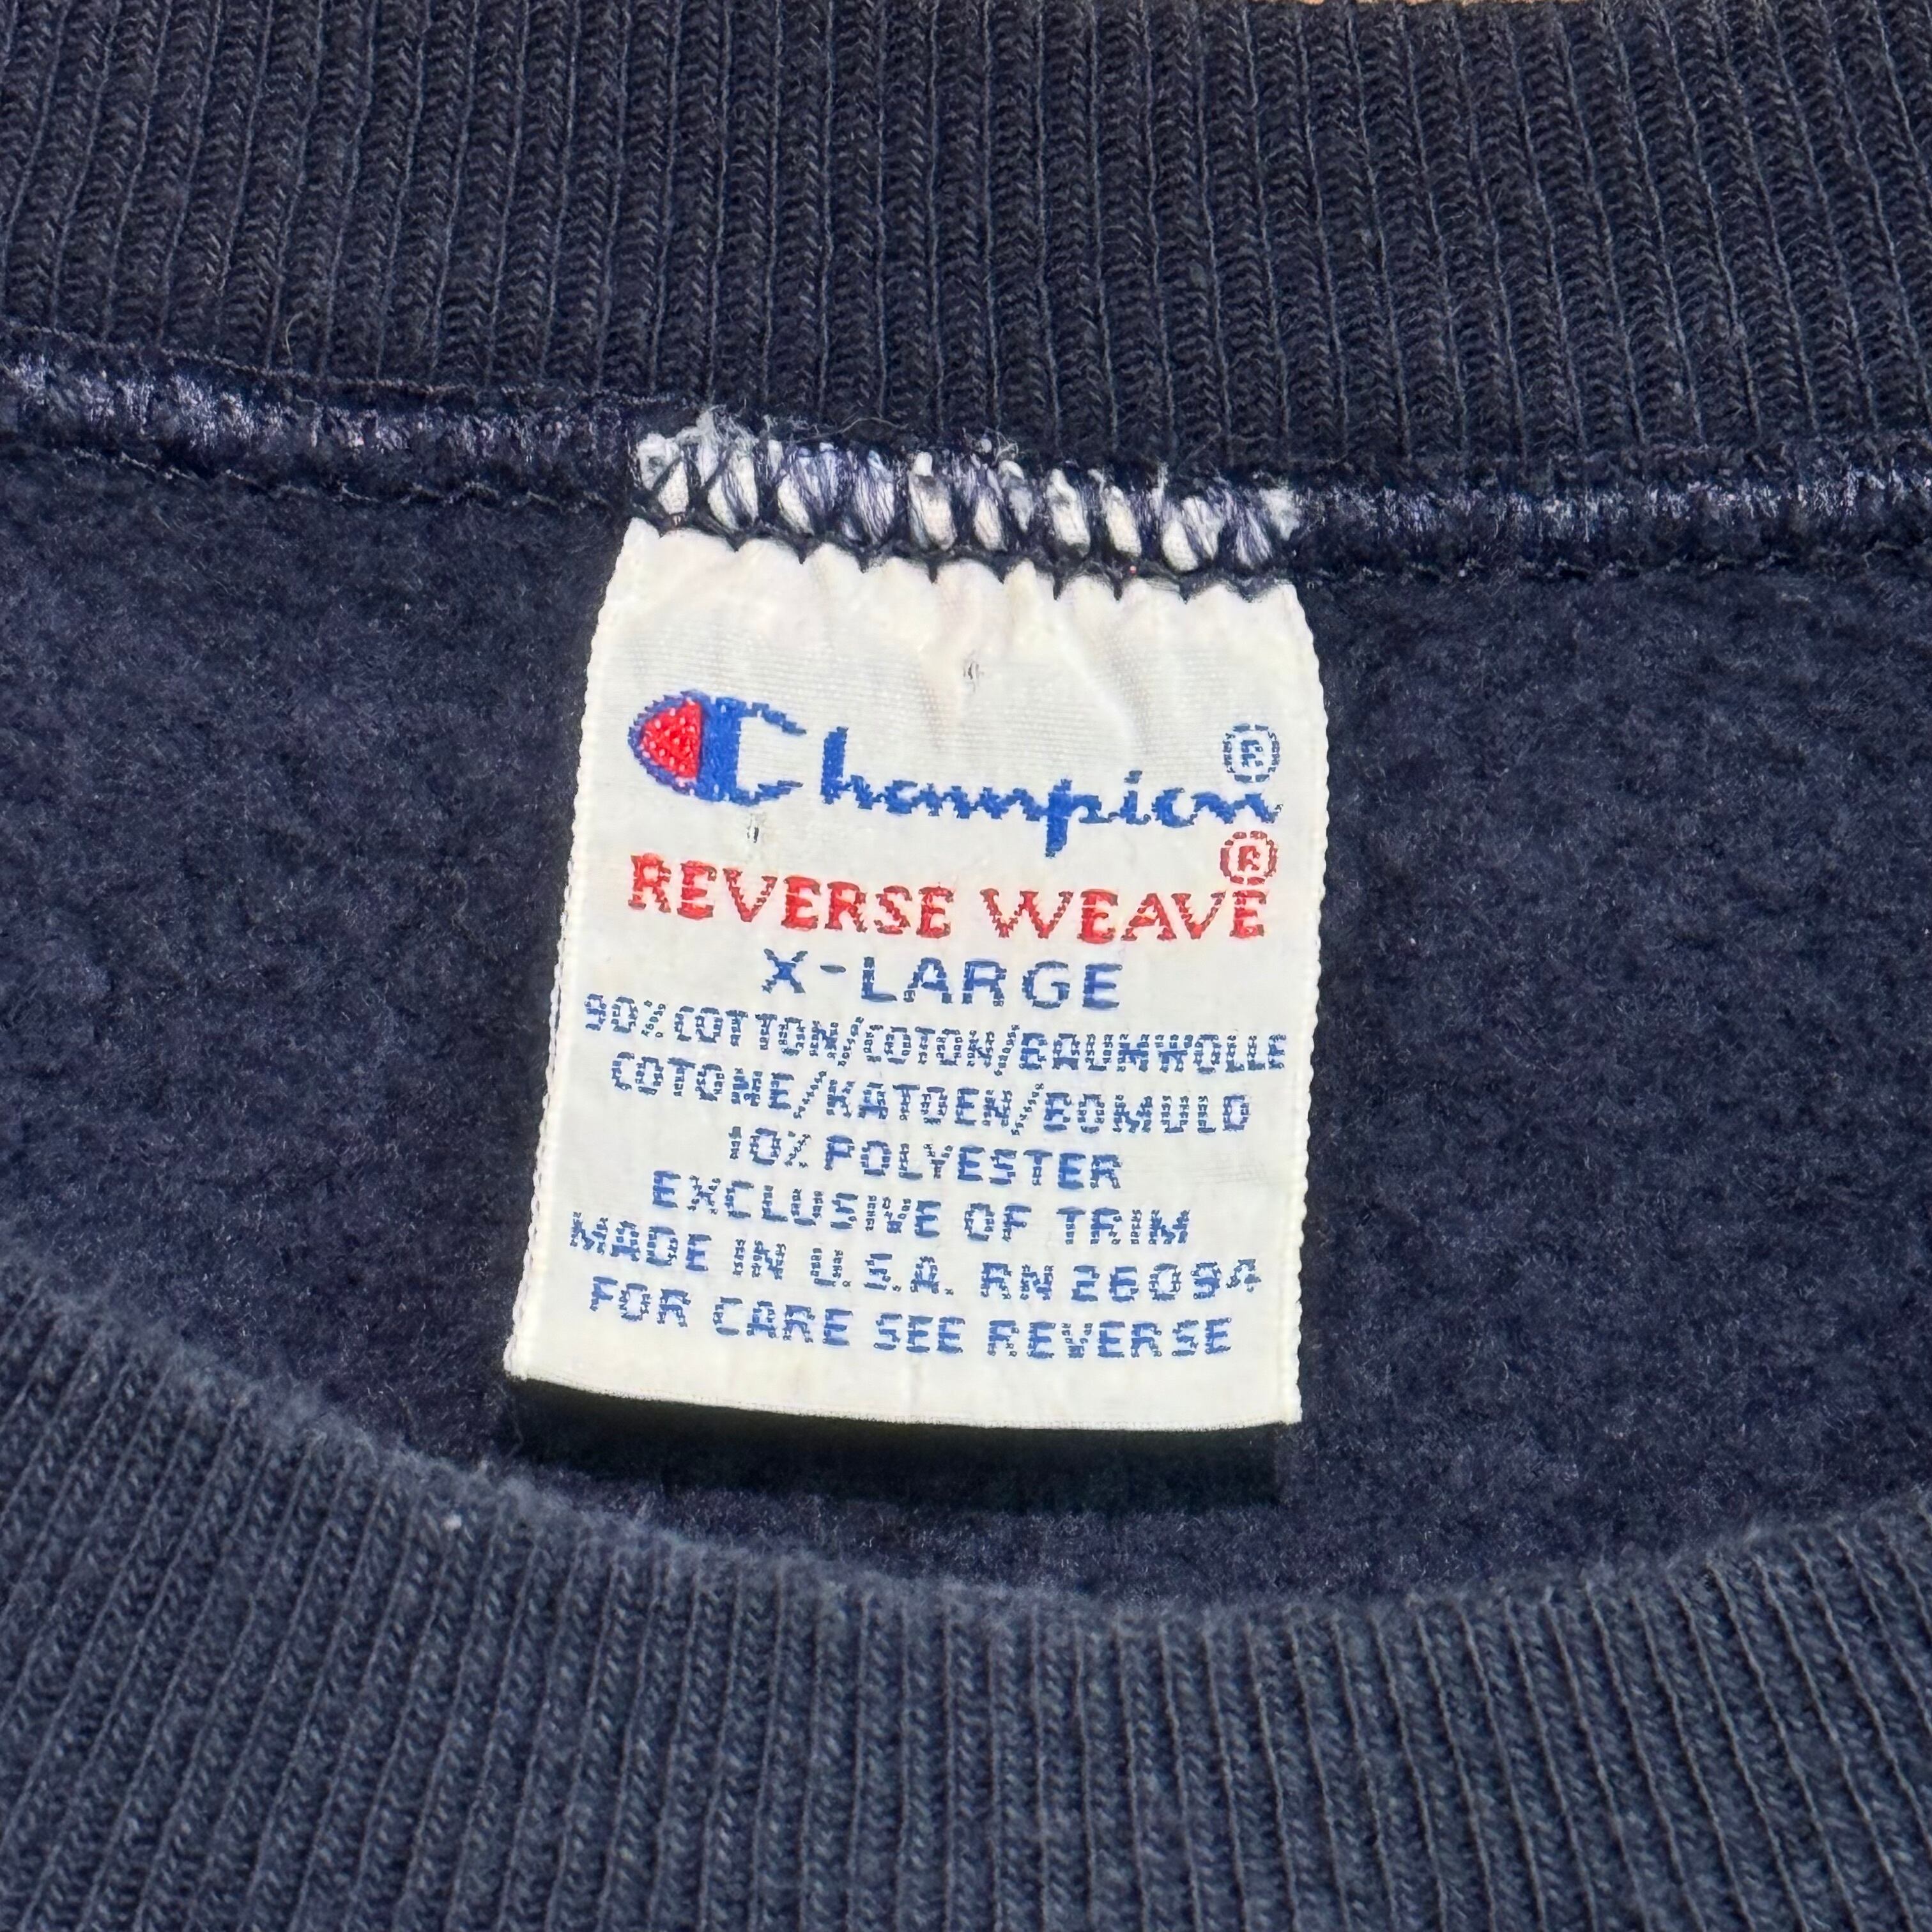 Champion®
REVERSE WEAVE®
X-LARGE
90% COTTON/COTON/BAUMWOLLE
COTONE/KATOEN/BOMULD
10% POLYESTER
EXCLUSIVE OF TRIM
MADE IN U.S.A. RN 26094
FOR CARE SEE REVERSE